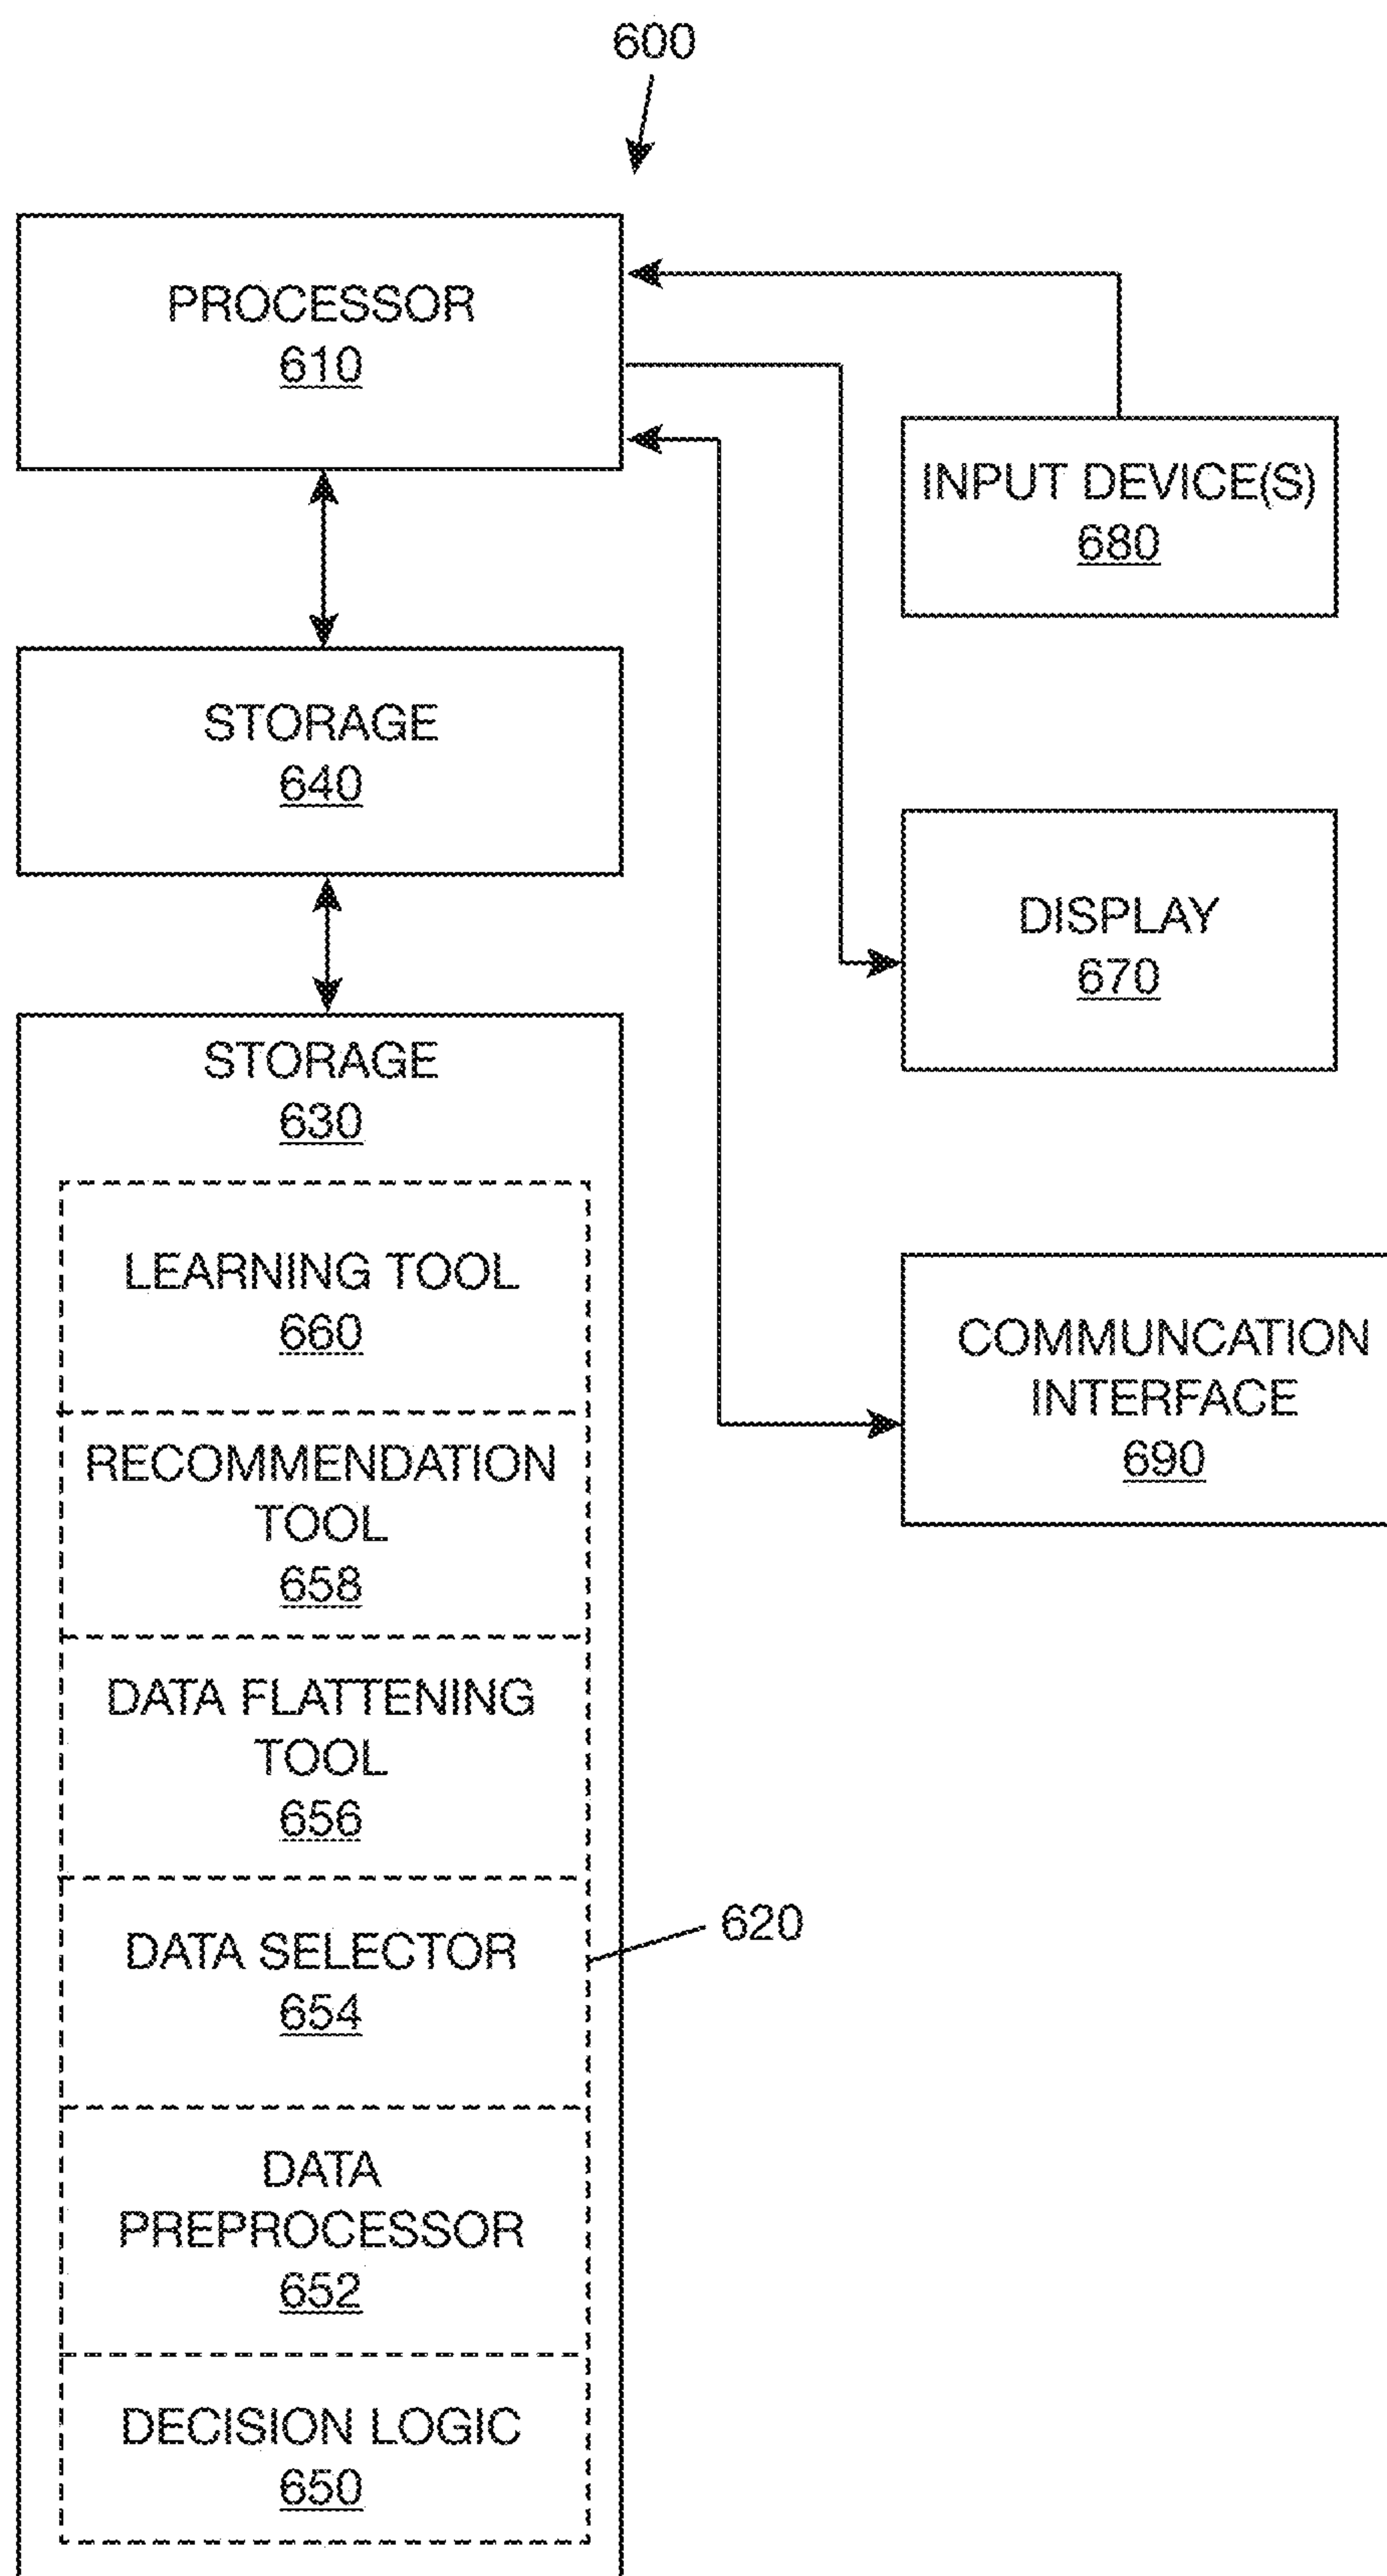 600
PROCESSOR
610
INPUT DEVICE(S)
680
STORAGE
640
DISPLAY
670
STORAGE
630
LEARNING TOOL
660
COMMUNCATION
INTERFACE
690
RECOMMENDATION
TOOL
658
DATA FLATTENING
TOOL
656
DATA SELECTOR
654
620
DATA
PREPROCESSOR
652
DECISION LOGIC
650